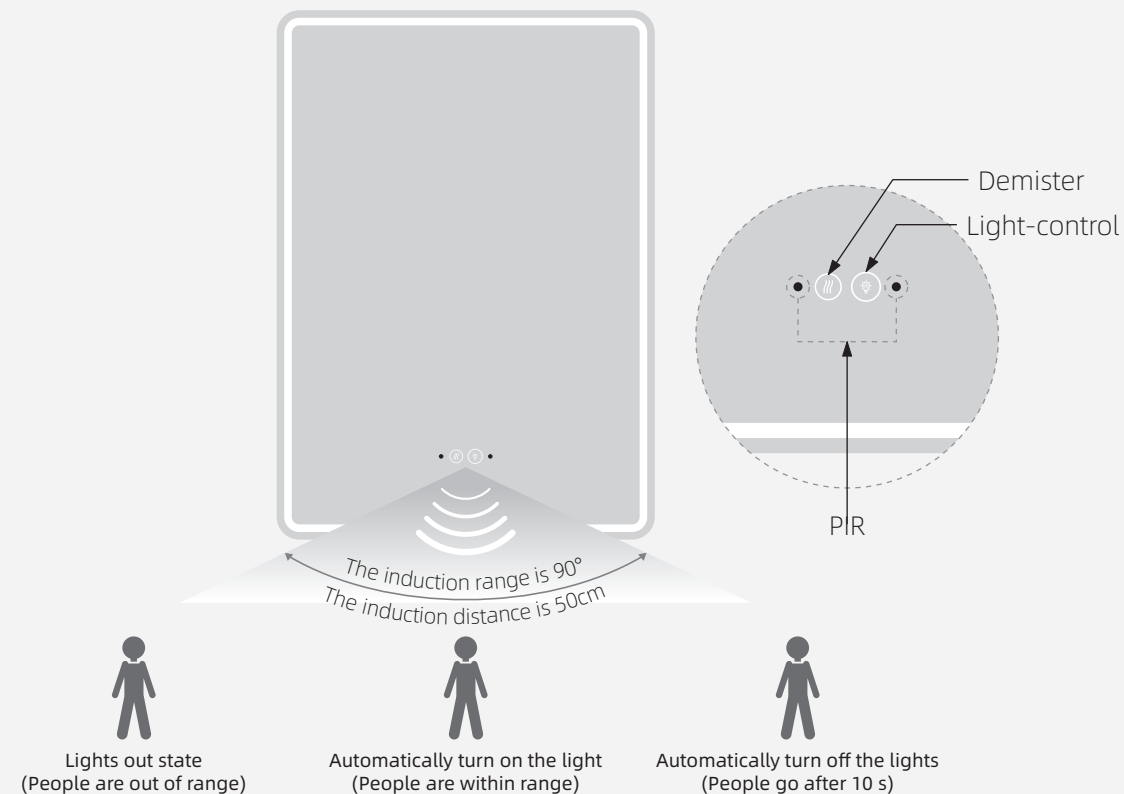 Demister
Light-control
PIR
The induction range is 90°
The induction distance is 50cm
Lights out state
(People are out of range)
Automatically turn on the light
(People are within range)
Automatically turn off the lights
(People go after 10 s)